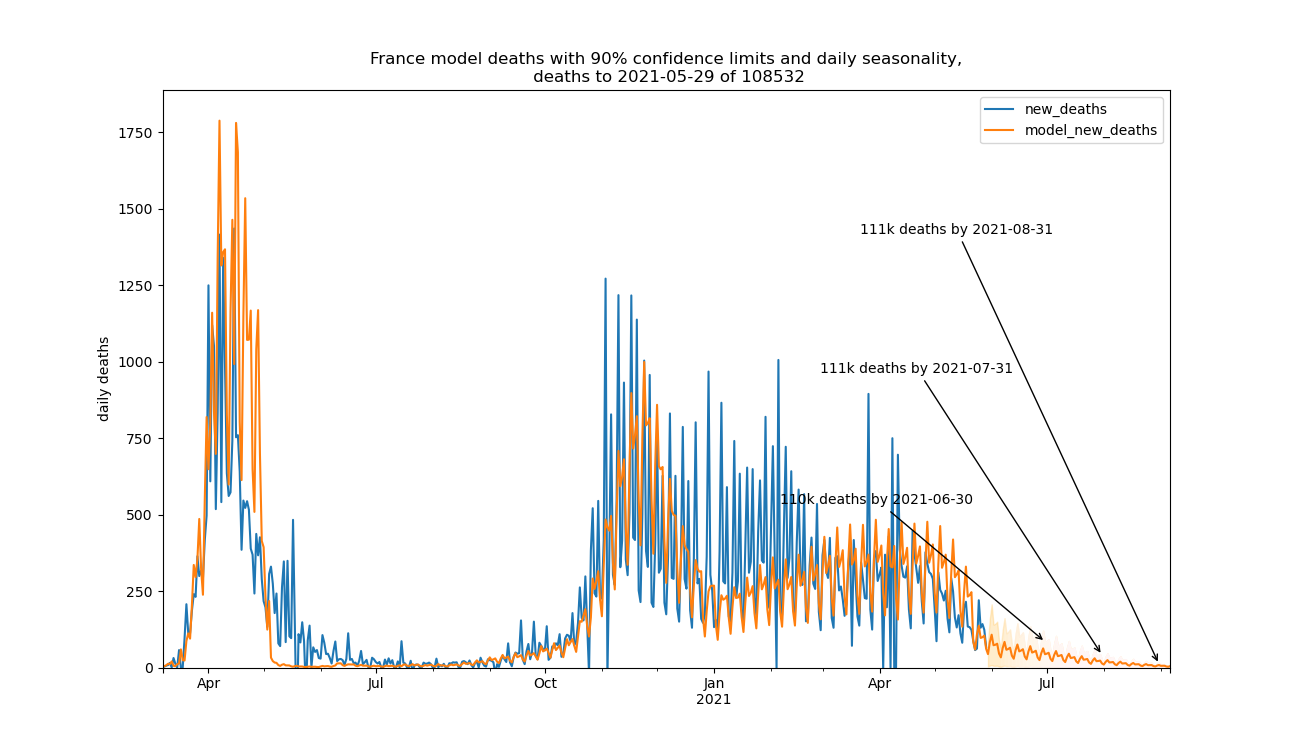 France model deaths with 90% confidence limits and daily seasonality,
deaths to 2021-05-29 of 108532
new_deaths
model_new_deaths
1750
1500
1250
1000
750
500
250
0
daily deaths
111k deaths by 2021-08-31
111k deaths by 2021-07-31
110k deaths by 2021-06-30
Apr
Jul
Oct
Jan
2021
Apr
Jul